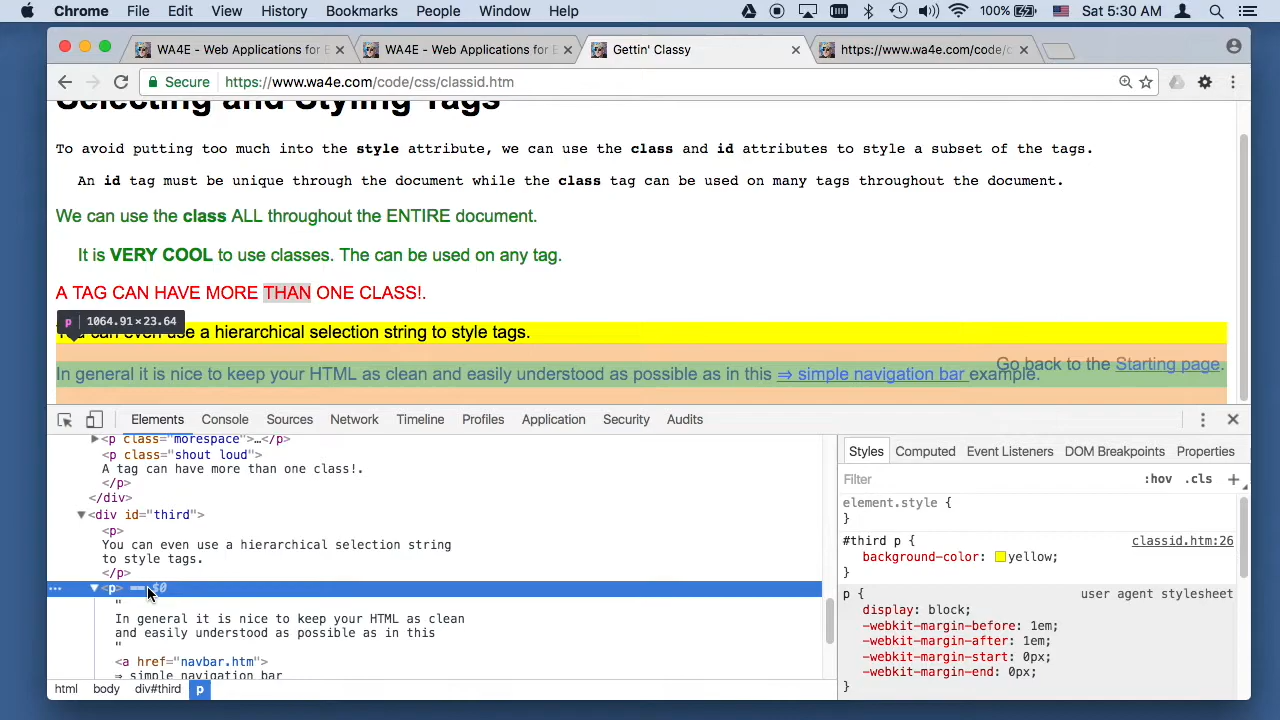 Chrome File Edit View History Bookmarks People Window Help 100% Sat 5:30 AM
WA4E - Web Applications for E
WA4E - Web Applications for E
Gettin' Classy
https://www.wa4e.com/code/c
Secure https://www.wa4e.com/code/css/classid.htm
Selecting and Styling Tags
To avoid putting too much into the style attribute, we can use the class and id attributes to style a subset of the tags.
An id tag must be unique through the document while the class tag can be used on many tags throughout the document.
We can use the class ALL throughout the ENTIRE document.
It is VERY COOL to use classes. The can be used on any tag.
A TAG CAN HAVE MORE THAN ONE CLASS!.
p 1064.91×23.64
You can even use a hierarchical selection string to style tags.
Go back to the Starting page.
In general it is nice to keep your HTML as clean and easily understood as possible as in this ⇒ simple navigation bar example.
Elements Console Sources Network Timeline Profiles Application Security Audits
<p class="morespace">…</p>
<p class="shout loud">
A tag can have more than one class!.
</p>
</div>
<div id="third">
<p>
You can even use a hierarchical selection string
to style tags.
</p>
<p> == $0
"
In general it is nice to keep your HTML as clean
and easily understood as possible as in this
"
<a href="navbar.htm">
⇒ simple navigation bar
html body div#third p
Styles Computed Event Listeners DOM Breakpoints Properties
Filter :hov .cls +
element.style {
}
#third p { classid.htm:26
background-color: yellow;
}
p { user agent stylesheet
display: block;
-webkit-margin-before: 1em;
-webkit-margin-after: 1em;
-webkit-margin-start: 0px;
-webkit-margin-end: 0px;
}